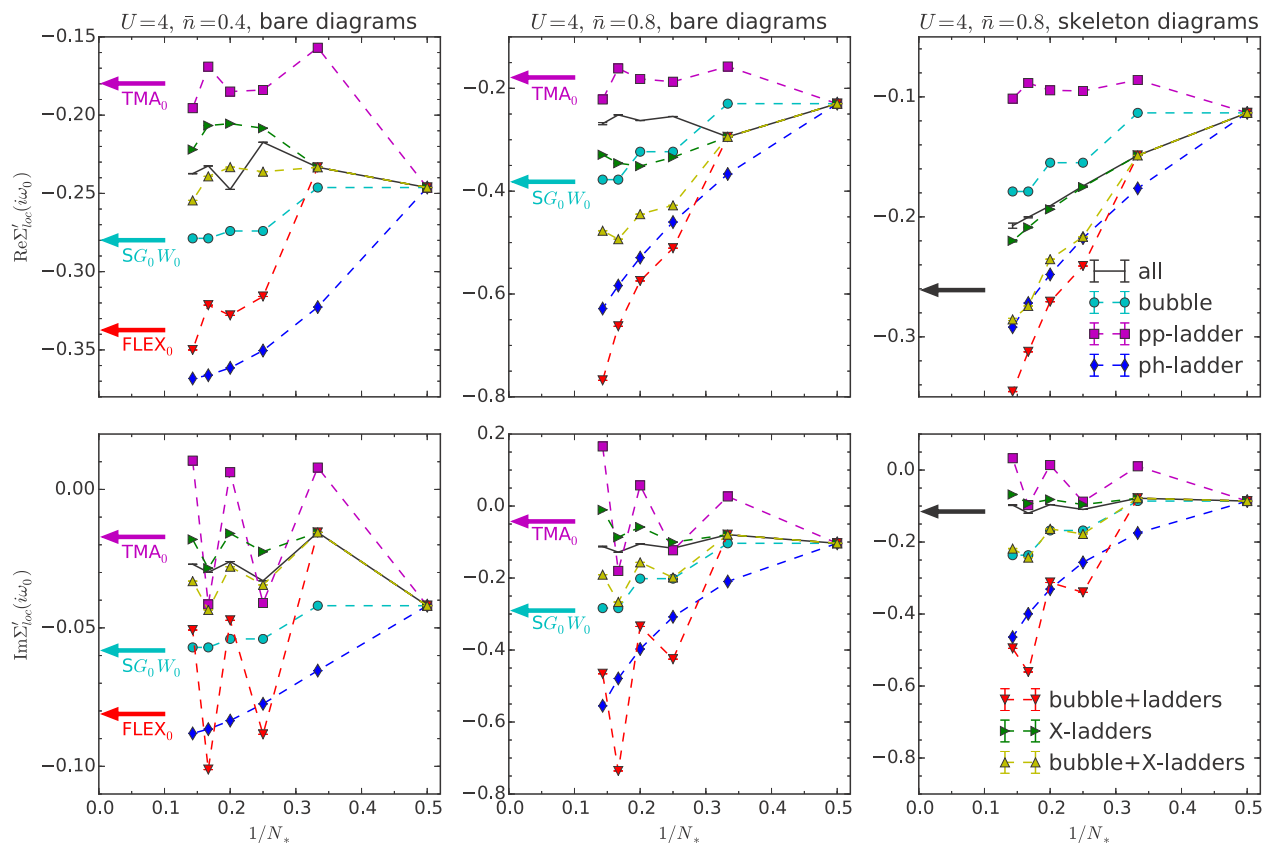 U=4, n̄=0.4, bare diagrams
U=4, n̄=0.8, bare diagrams
U=4, n̄=0.8, skeleton diagrams
ReΣ′loc(iω₀)
−0.15
−0.20
−0.25
−0.30
−0.35
TMA₀
SG₀W₀
FLEX₀
−0.2
−0.4
−0.6
−0.8
TMA₀
SG₀W₀
−0.1
−0.2
−0.3
all
bubble
pp-ladder
ph-ladder
ImΣ′loc(iω₀)
0.00
−0.05
−0.10
TMA₀
SG₀W₀
FLEX₀
0.0 0.1 0.2 0.3 0.4 0.5
1/N*
0.2
0.0
−0.2
−0.4
−0.6
−0.8
TMA₀
SG₀W₀
0.0 0.1 0.2 0.3 0.4 0.5
1/N*
0.0
−0.2
−0.4
−0.6
−0.8
bubble+ladders
X-ladders
bubble+X-ladders
0.0 0.1 0.2 0.3 0.4 0.5
1/N*